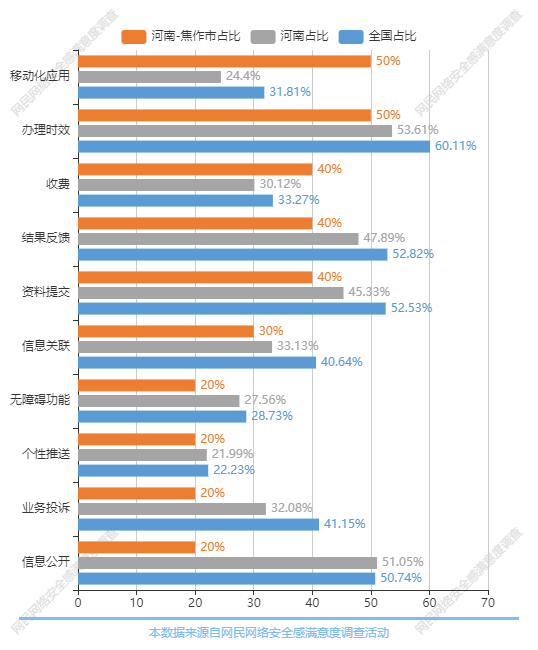 河南-焦作市占比 河南占比 全国占比
移动化应用 50% 24.4% 31.81%
办理时效 50% 53.61% 60.11%
收费 40% 30.12% 33.27%
结果反馈 40% 47.89% 52.82%
资料提交 40% 45.33% 52.53%
信息关联 30% 33.13% 40.64%
无障碍功能 20% 27.56% 28.73%
个性推送 20% 21.99% 22.23%
业务投诉 20% 32.08% 41.15%
信息公开 20% 51.05% 50.74%
0 10 20 30 40 50 60 70
本数据来源自网民网络安全感满意度调查活动
网民网络安全感满意度调查
网民网络安全感满意度调查
网民网络安全感满意度调查
网民网络安全感满意度调查